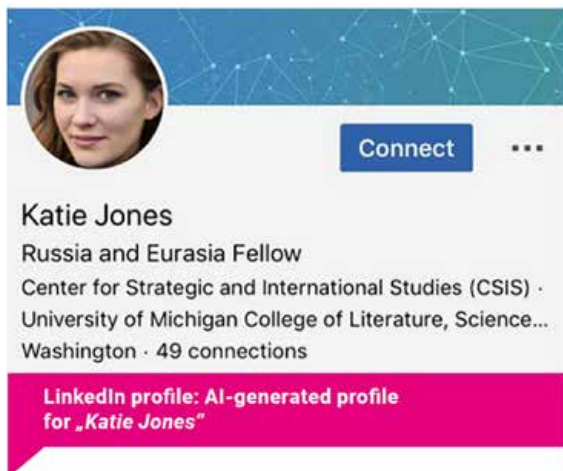 Connect
Katie Jones
Russia and Eurasia Fellow
Center for Strategic and International Studies (CSIS) ·
University of Michigan College of Literature, Science...
Washington · 49 connections
LinkedIn profile: AI-generated profile
for „Katie Jones“